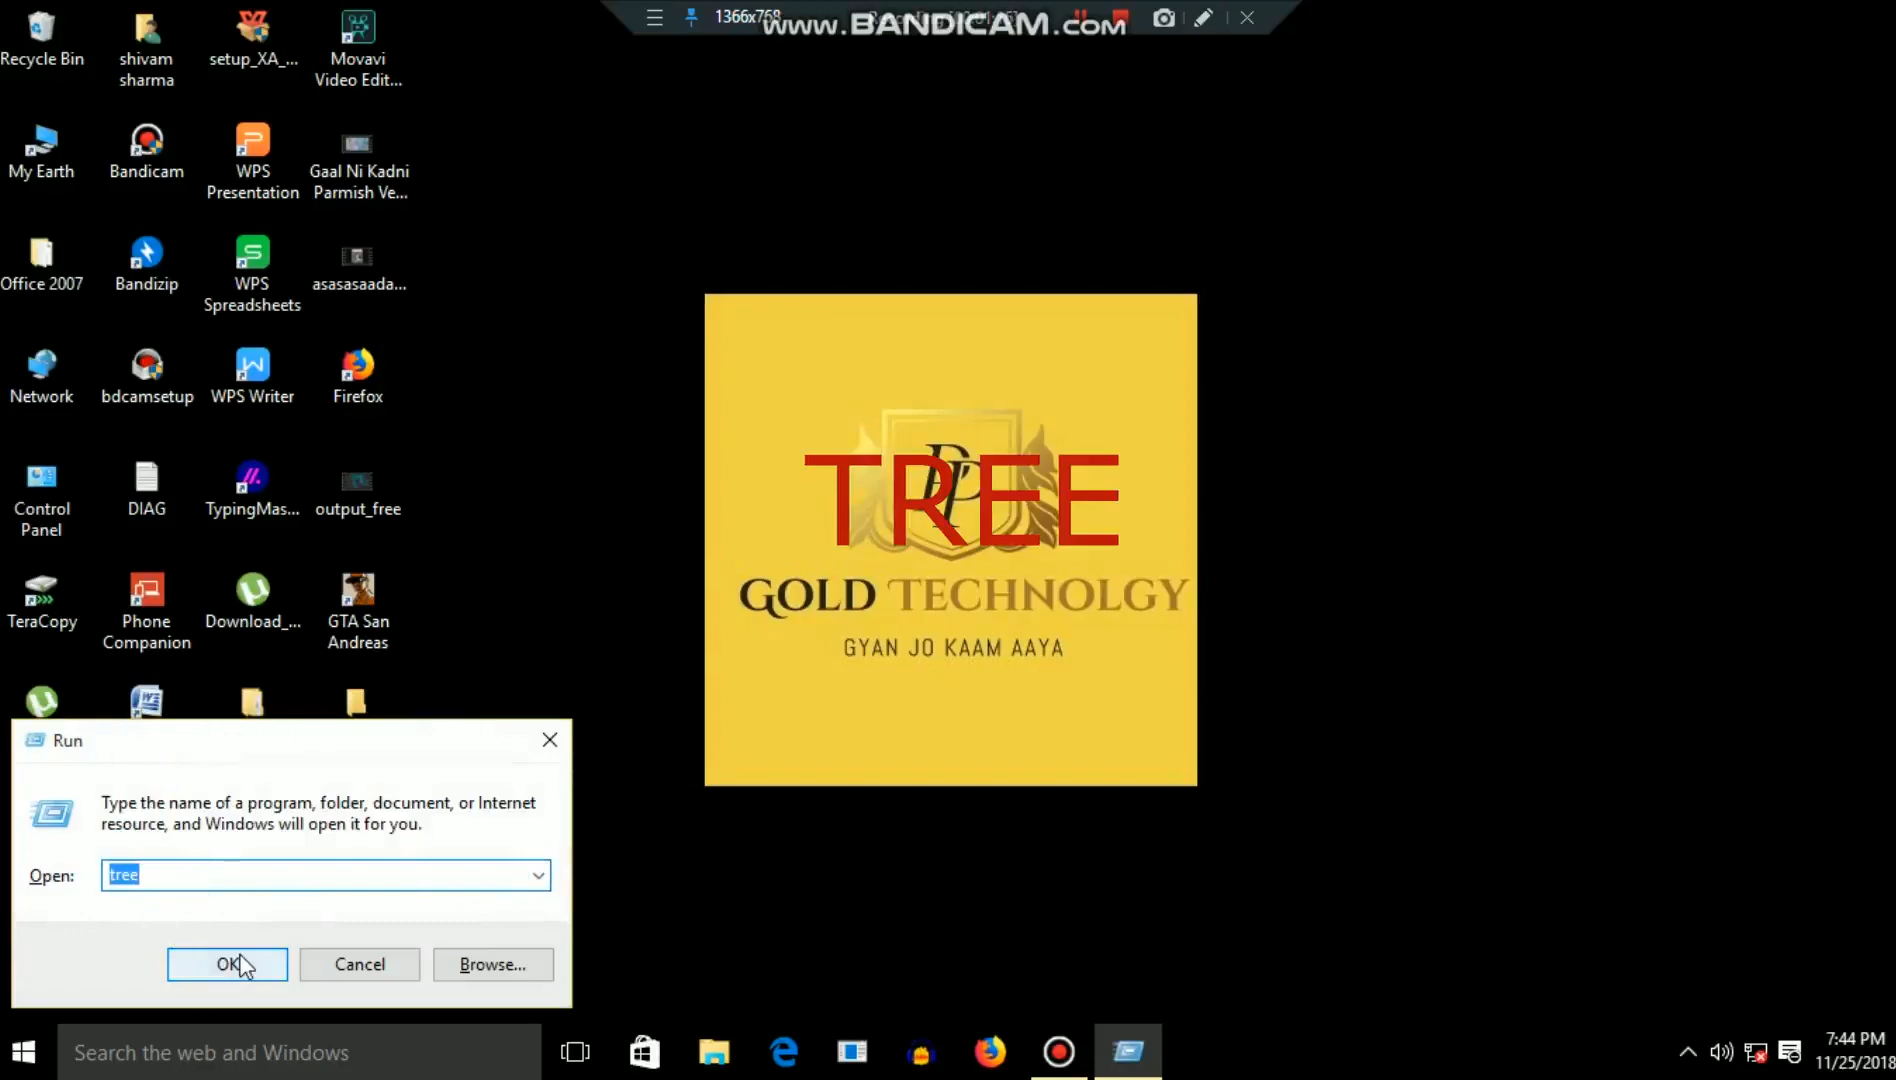 1366x768
www.BANDICAM.com
Recycle Bin
shivam
sharma
setup_XA_...
Movavi
Video Edit...
My Earth
Bandicam
WPS
Presentation
Gaal Ni Kadni
Parmish Ve...
Office 2007
Bandizip
WPS
Spreadsheets
asasasaada...
Network
bdcamsetup
WPS Writer
Firefox
Control
Panel
DIAG
TypingMas...
output_free
TeraCopy
Phone
Companion
Download_...
GTA San
Andreas
TREE
GOLD TECHNOLGY
GYAN JO KAAM AAYA
Run
Type the name of a program, folder, document, or Internet
resource, and Windows will open it for you.
Open:
tree
OK
Cancel
Browse...
Search the web and Windows
7:44 PM
11/25/2018